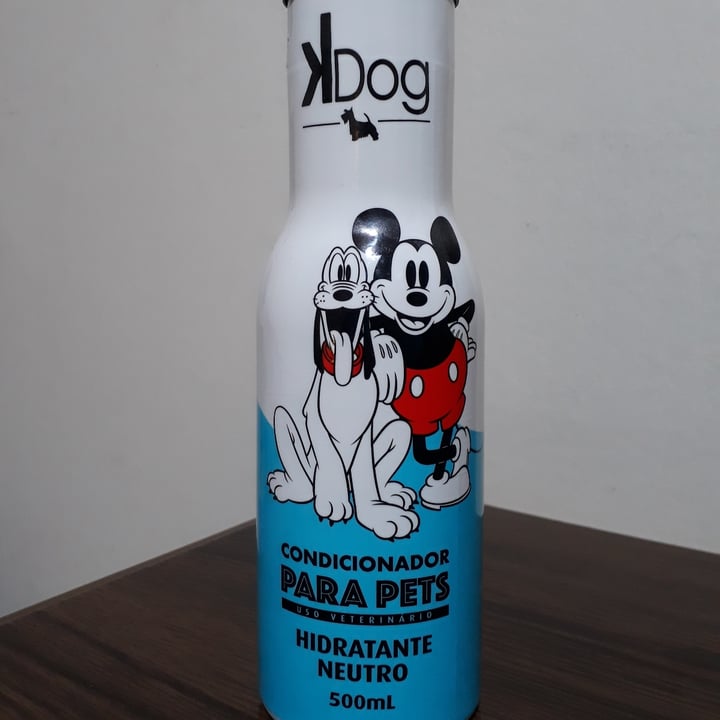 KDog
CONDICIONADOR
PARA PETS
USO VETERINÁRIO
HIDRATANTE
NEUTRO
500mL